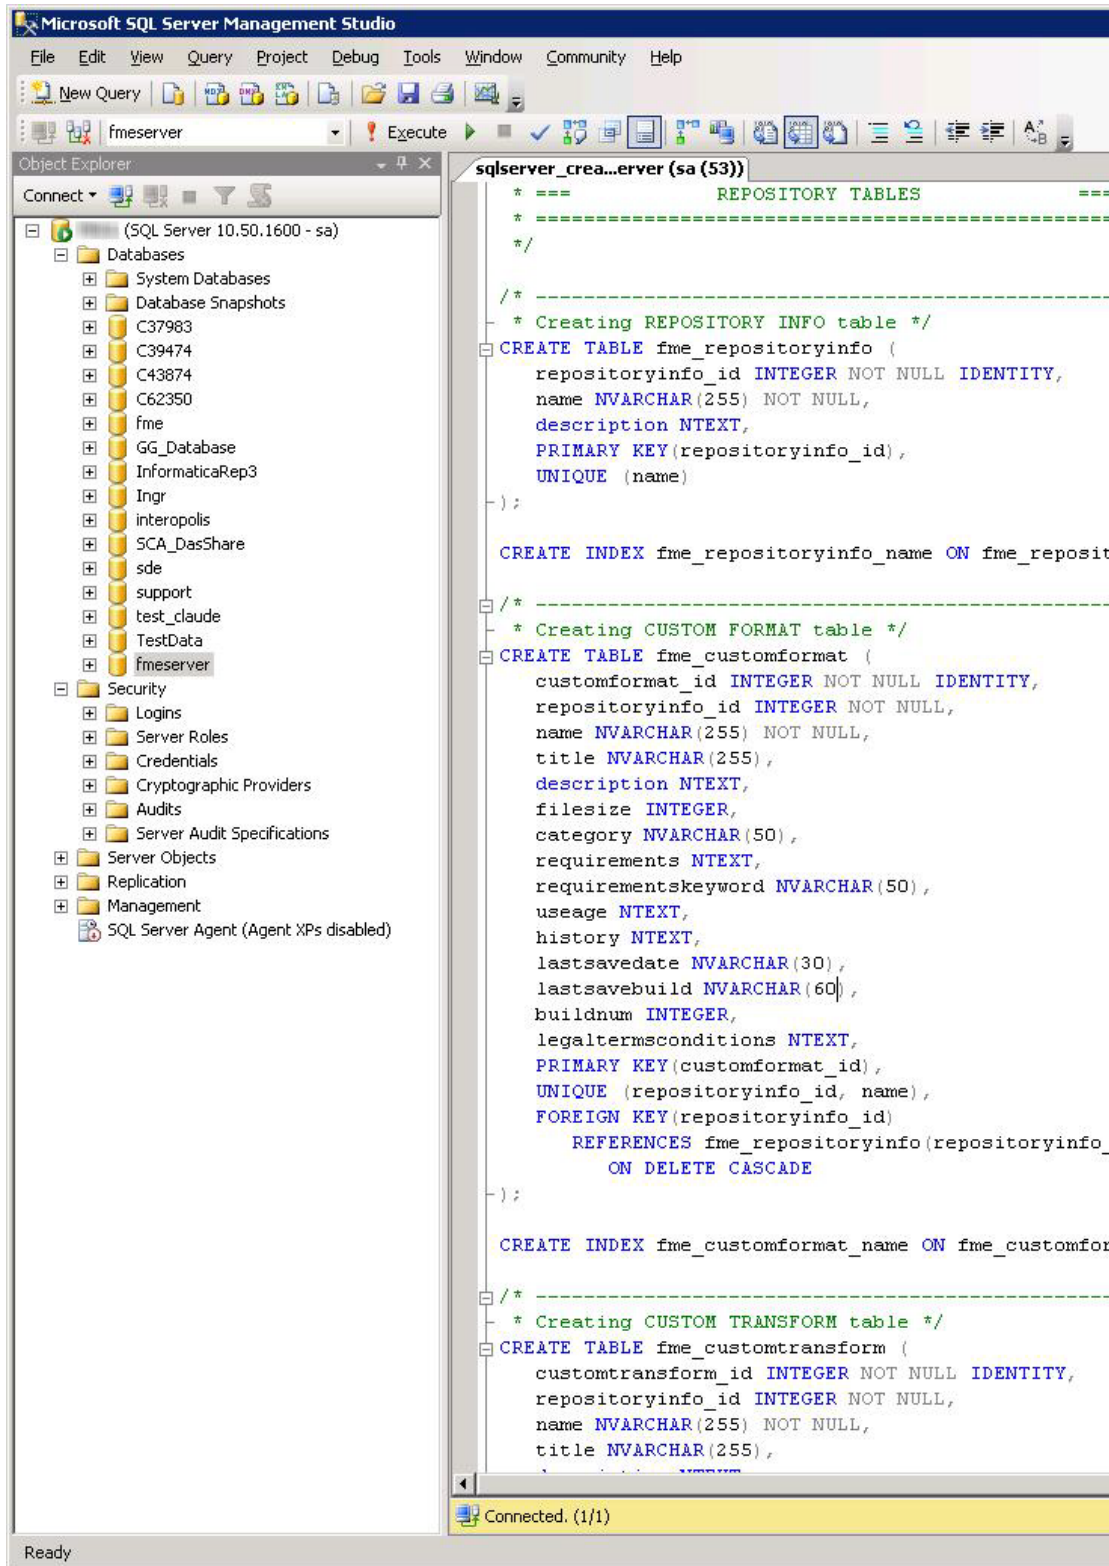 Microsoft SQL Server Management Studio
File Edit View Query Project Debug Tools Window Community Help
New Query
fmeserver Execute
Object Explorer
Connect
(SQL Server 10.50.1600 - sa)
Databases
System Databases
Database Snapshots
C37983
C39474
C43874
C62350
fme
GG_Database
InformaticaRep3
Ingr
interopolis
SCA_DasShare
sde
support
test_claude
TestData
fmeserver
Security
Logins
Server Roles
Credentials
Cryptographic Providers
Audits
Server Audit Specifications
Server Objects
Replication
Management
SQL Server Agent (Agent XPs disabled)
sqlserver_crea...erver (sa (53))
* === REPOSITORY TABLES ===
* ==================================================
*/
/* --------------------------------------------------
* Creating REPOSITORY INFO table */
CREATE TABLE fme_repositoryinfo (
repositoryinfo_id INTEGER NOT NULL IDENTITY,
name NVARCHAR(255) NOT NULL,
description NTEXT,
PRIMARY KEY(repositoryinfo_id),
UNIQUE (name)
);
CREATE INDEX fme_repositoryinfo_name ON fme_reposit
/* --------------------------------------------------
* Creating CUSTOM FORMAT table */
CREATE TABLE fme_customformat (
customformat_id INTEGER NOT NULL IDENTITY,
repositoryinfo_id INTEGER NOT NULL,
name NVARCHAR(255) NOT NULL,
title NVARCHAR(255),
description NTEXT,
filesize INTEGER,
category NVARCHAR(50),
requirements NTEXT,
requirementskeyword NVARCHAR(50),
useage NTEXT,
history NTEXT,
lastsavedate NVARCHAR(30),
lastsavebuild NVARCHAR(60),
buildnum INTEGER,
legaltermsconditions NTEXT,
PRIMARY KEY(customformat_id),
UNIQUE (repositoryinfo_id, name),
FOREIGN KEY(repositoryinfo_id)
REFERENCES fme_repositoryinfo(repositoryinfo_
ON DELETE CASCADE
);
CREATE INDEX fme_customformat_name ON fme_customfor
/* --------------------------------------------------
* Creating CUSTOM TRANSFORM table */
CREATE TABLE fme_customtransform (
customtransform_id INTEGER NOT NULL IDENTITY,
repositoryinfo_id INTEGER NOT NULL,
name NVARCHAR(255) NOT NULL,
title NVARCHAR(255),
Connected. (1/1)
Ready